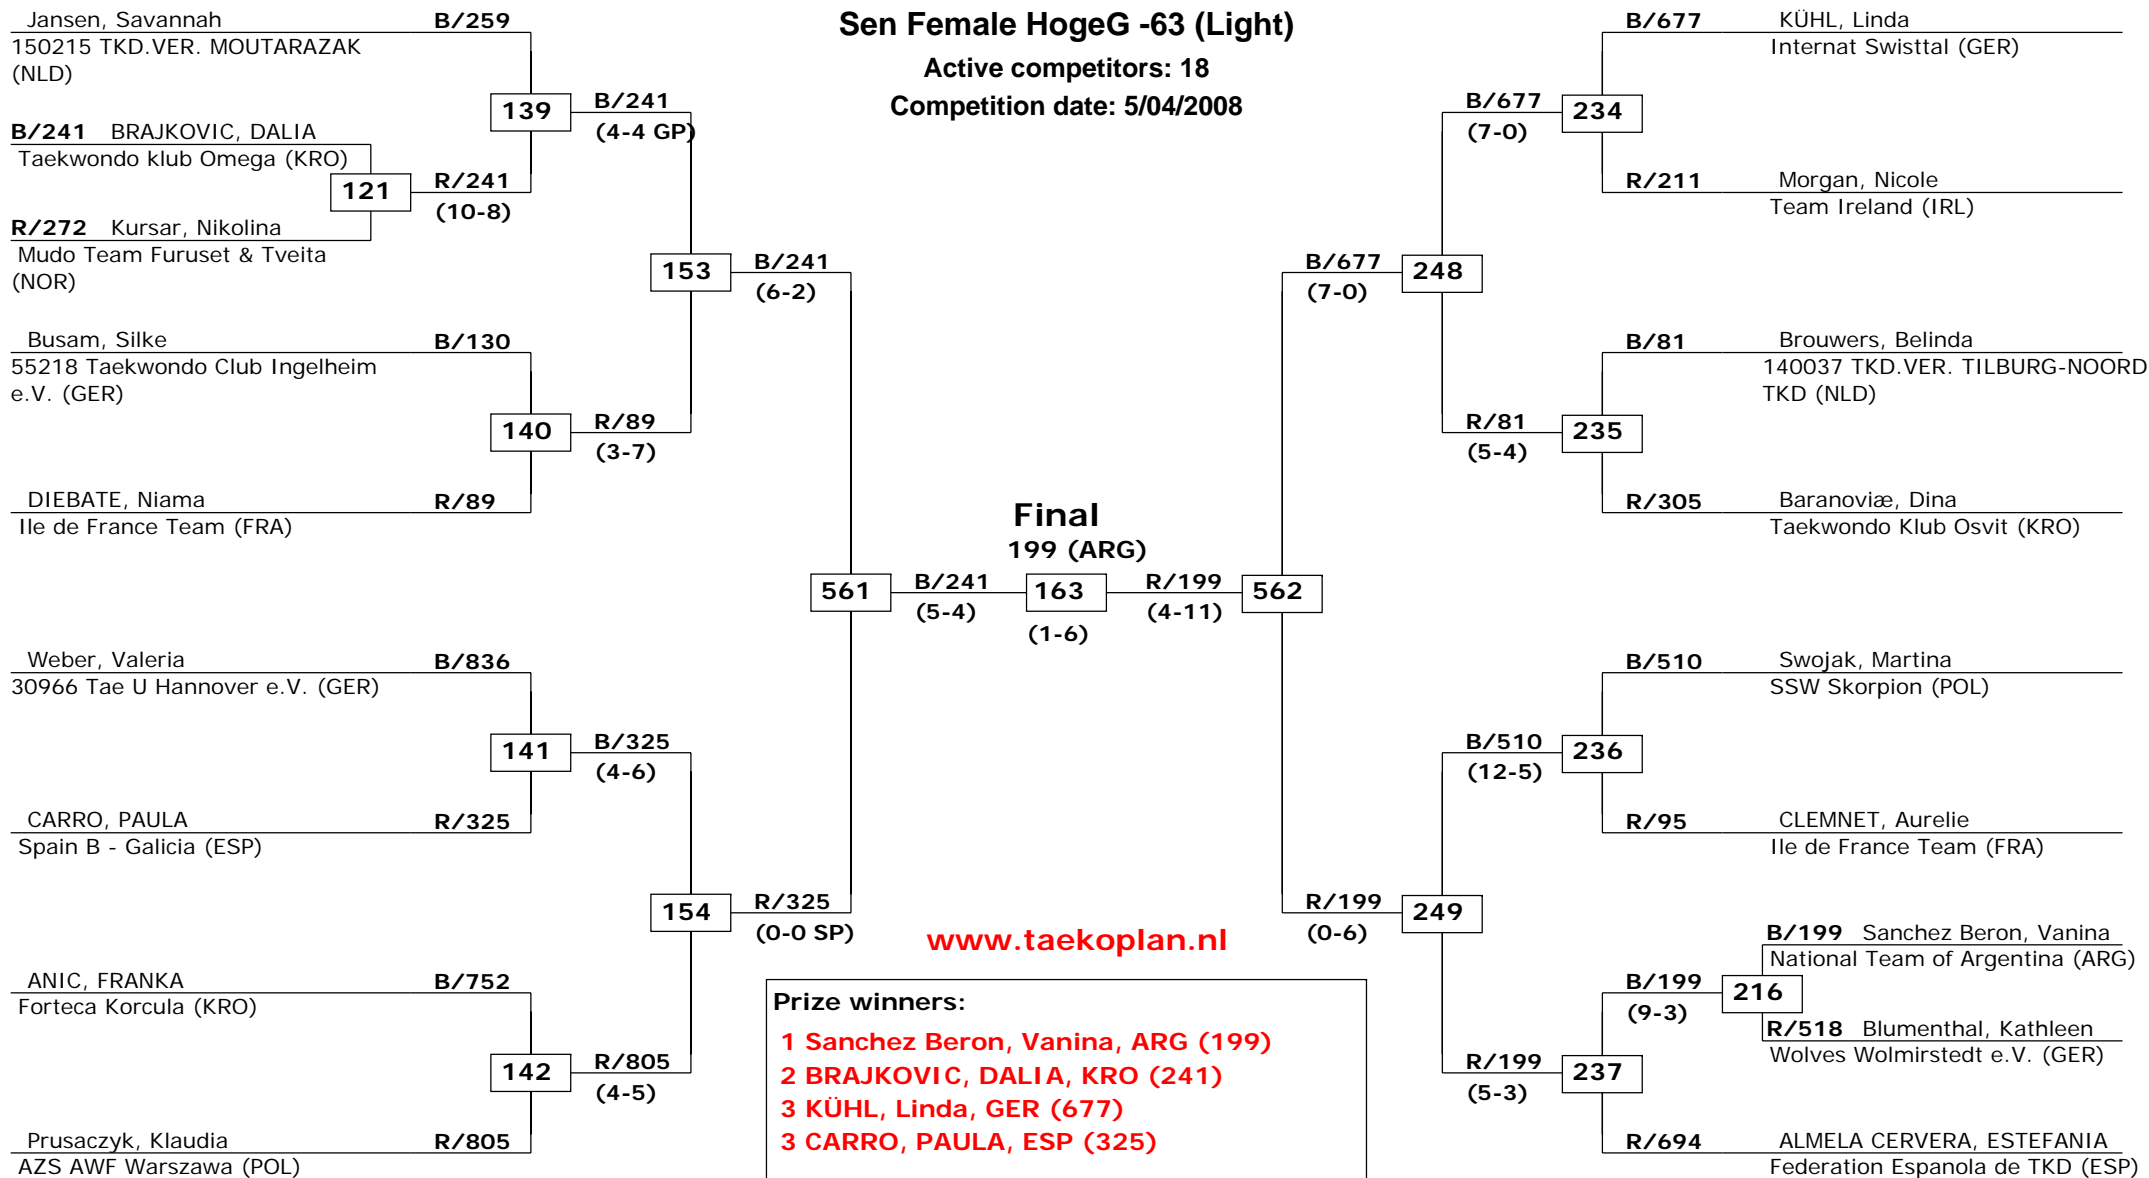 Sen Female HogeG -63 (Light)
Active competitors: 18
Competition date: 5/04/2008
Jansen, Savannah B/259
150215 TKD.VER. MOUTARAZAK
(NLD)
139
B/241
(4-4 GP)
B/241 BRAJKOVIC, DALIA
Taekwondo klub Omega (KRO)
121
R/241
(10-8)
R/272 Kursar, Nikolina
Mudo Team Furuset & Tveita
(NOR)
153
B/241
(6-2)
Busam, Silke B/130
55218 Taekwondo Club Ingelheim
e.V. (GER)
140
R/89
(3-7)
DIEBATE, Niama R/89
Ile de France Team (FRA)
561
B/241
(5-4)
Weber, Valeria B/836
30966 Tae U Hannover e.V. (GER)
141
B/325
(4-6)
CARRO, PAULA R/325
Spain B - Galicia (ESP)
154
R/325
(0-0 SP)
ANIC, FRANKA B/752
Forteca Korcula (KRO)
142
R/805
(4-5)
Prusaczyk, Klaudia R/805
AZS AWF Warszawa (POL)
Final
199 (ARG)
163
(1-6)
B/677 KÜHL, Linda
Internat Swisttal (GER)
B/677
(7-0)
234
R/211 Morgan, Nicole
Team Ireland (IRL)
B/677
(7-0)
248
B/81 Brouwers, Belinda
140037 TKD.VER. TILBURG-NOORD
TKD (NLD)
R/81
(5-4)
235
R/305 Baranoviæ, Dina
Taekwondo Klub Osvit (KRO)
R/199
(4-11)
562
B/510 Swojak, Martina
SSW Skorpion (POL)
B/510
(12-5)
236
R/95 CLEMNET, Aurelie
Ile de France Team (FRA)
R/199
(0-6)
249
B/199 Sanchez Beron, Vanina
National Team of Argentina (ARG)
B/199
(9-3)
216
R/518 Blumenthal, Kathleen
Wolves Wolmirstedt e.V. (GER)
R/199
(5-3)
237
R/694 ALMELA CERVERA, ESTEFANIA
Federation Espanola de TKD (ESP)
www.taekoplan.nl
Prize winners:
1 Sanchez Beron, Vanina, ARG (199)
2 BRAJKOVIC, DALIA, KRO (241)
3 KÜHL, Linda, GER (677)
3 CARRO, PAULA, ESP (325)